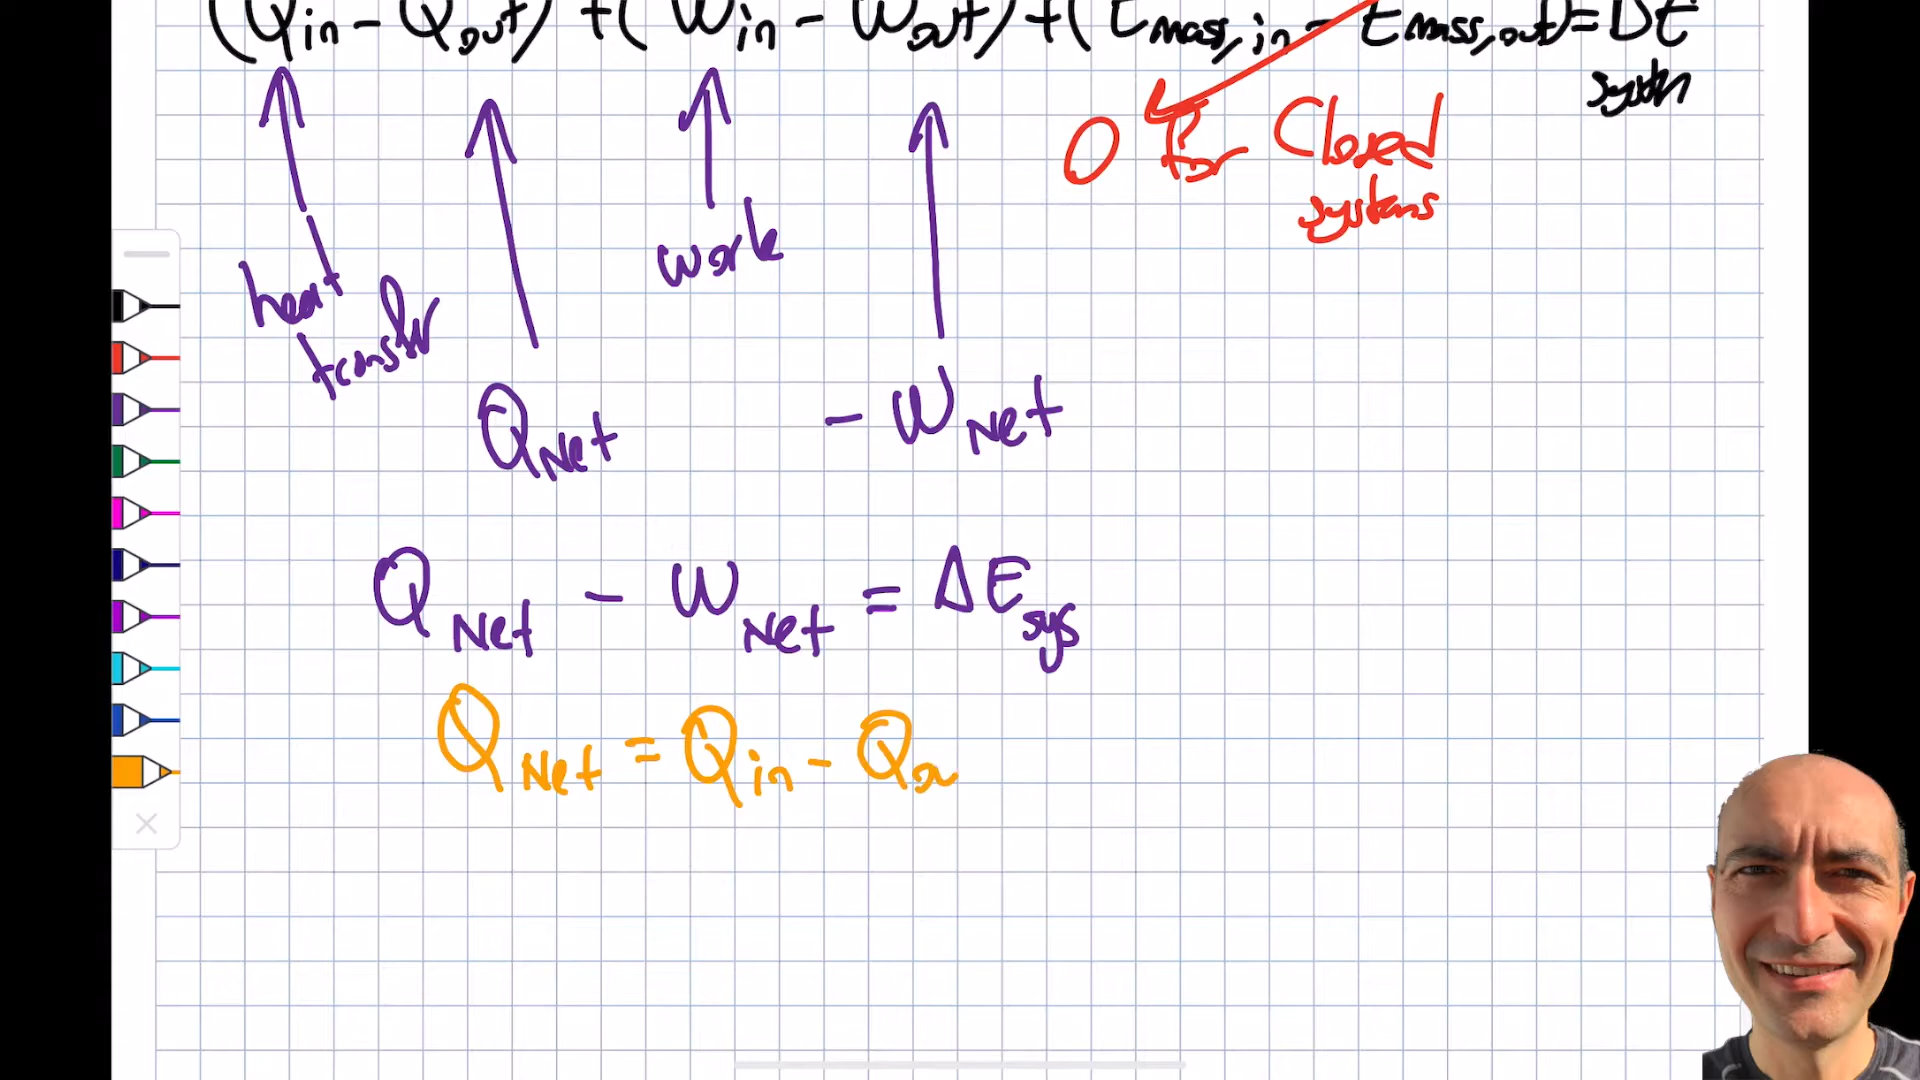 (Qin - Qout) + (Win - Wout) + (Emass,in - Emass,out) = ΔE
system
0 for Closed
systems
work
heat
transfer
QNet - WNet
QNet - WNet = ΔEsys
QNet = Qin - Qou